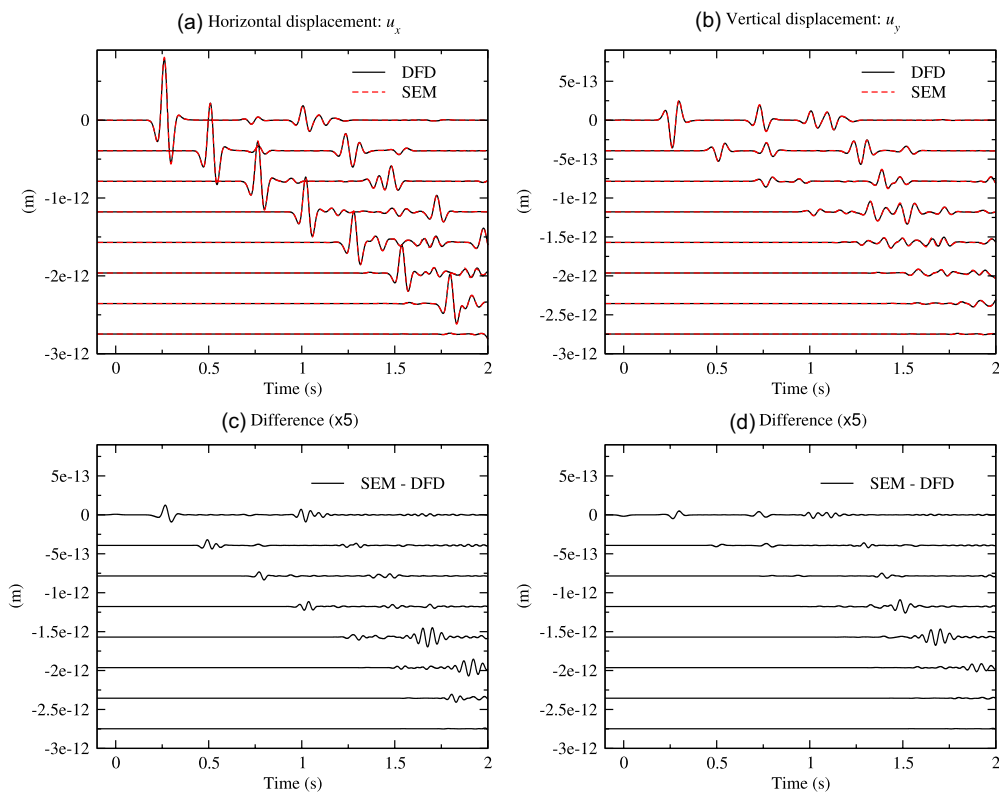 (a) Horizontal displacement: u_x
DFD
SEM
0
-1e-12
-2e-12
-3e-12
(m)
0 0.5 1 1.5 2
Time (s)
(b) Vertical displacement: u_y
DFD
SEM
5e-13
0
-5e-13
-1e-12
-1.5e-12
-2e-12
-2.5e-12
-3e-12
(m)
0 0.5 1 1.5 2
Time (s)
(c) Difference (x5)
SEM - DFD
5e-13
0
-5e-13
-1e-12
-1.5e-12
-2e-12
-2.5e-12
-3e-12
(m)
0 0.5 1 1.5 2
Time (s)
(d) Difference (x5)
SEM - DFD
5e-13
0
-5e-13
-1e-12
-1.5e-12
-2e-12
-2.5e-12
-3e-12
(m)
0 0.5 1 1.5 2
Time (s)